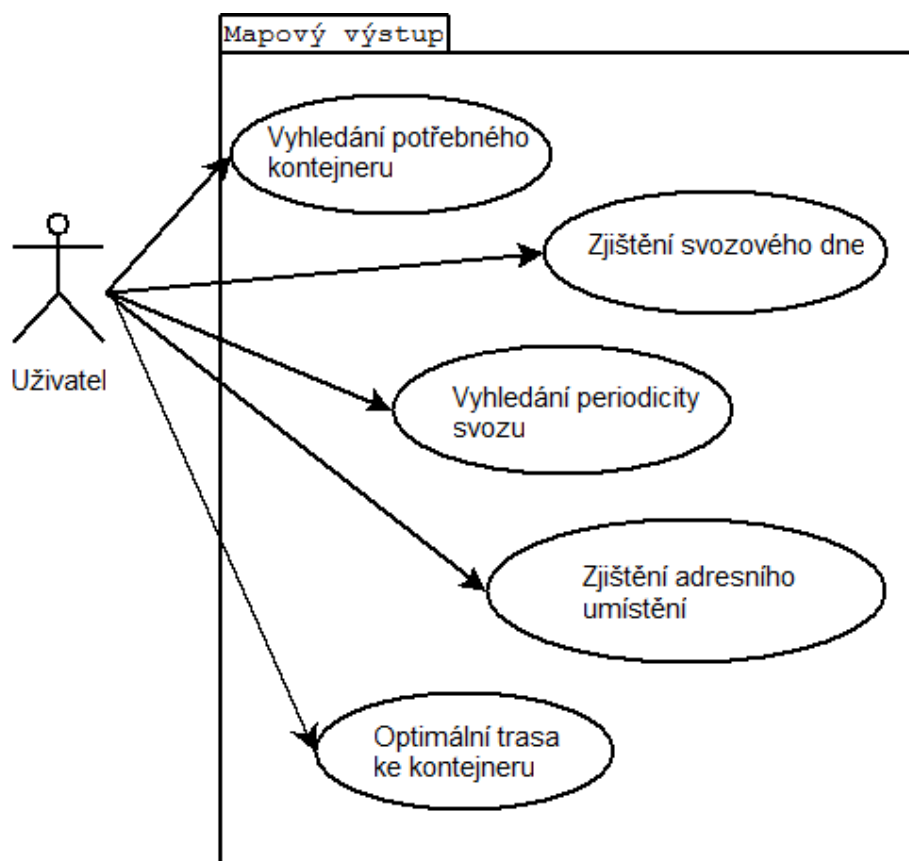 Mapový výstup
Vyhledání potřebného
kontejneru
Zjištění svozového dne
Uživatel
Vyhledání periodicity
svozu
Zjištění adresního
umístění
Optimální trasa
ke kontejneru